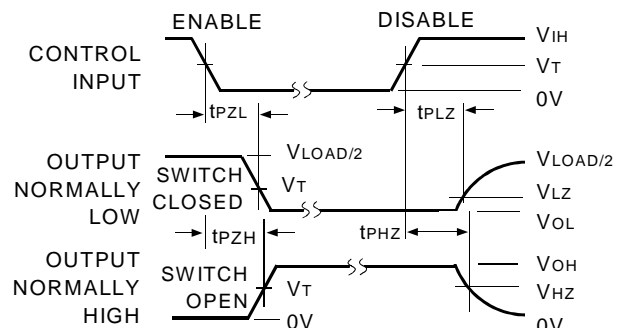 ENABLE DISABLE
CONTROL INPUT
VIH
VT
0V
tPZL tPLZ
OUTPUT NORMALLY LOW
SWITCH CLOSED
VLOAD/2
VT
VLOAD/2
VLZ
VOL
tPZH tPHZ
OUTPUT NORMALLY HIGH
SWITCH OPEN
VT
0V
VOH
VHZ
0V